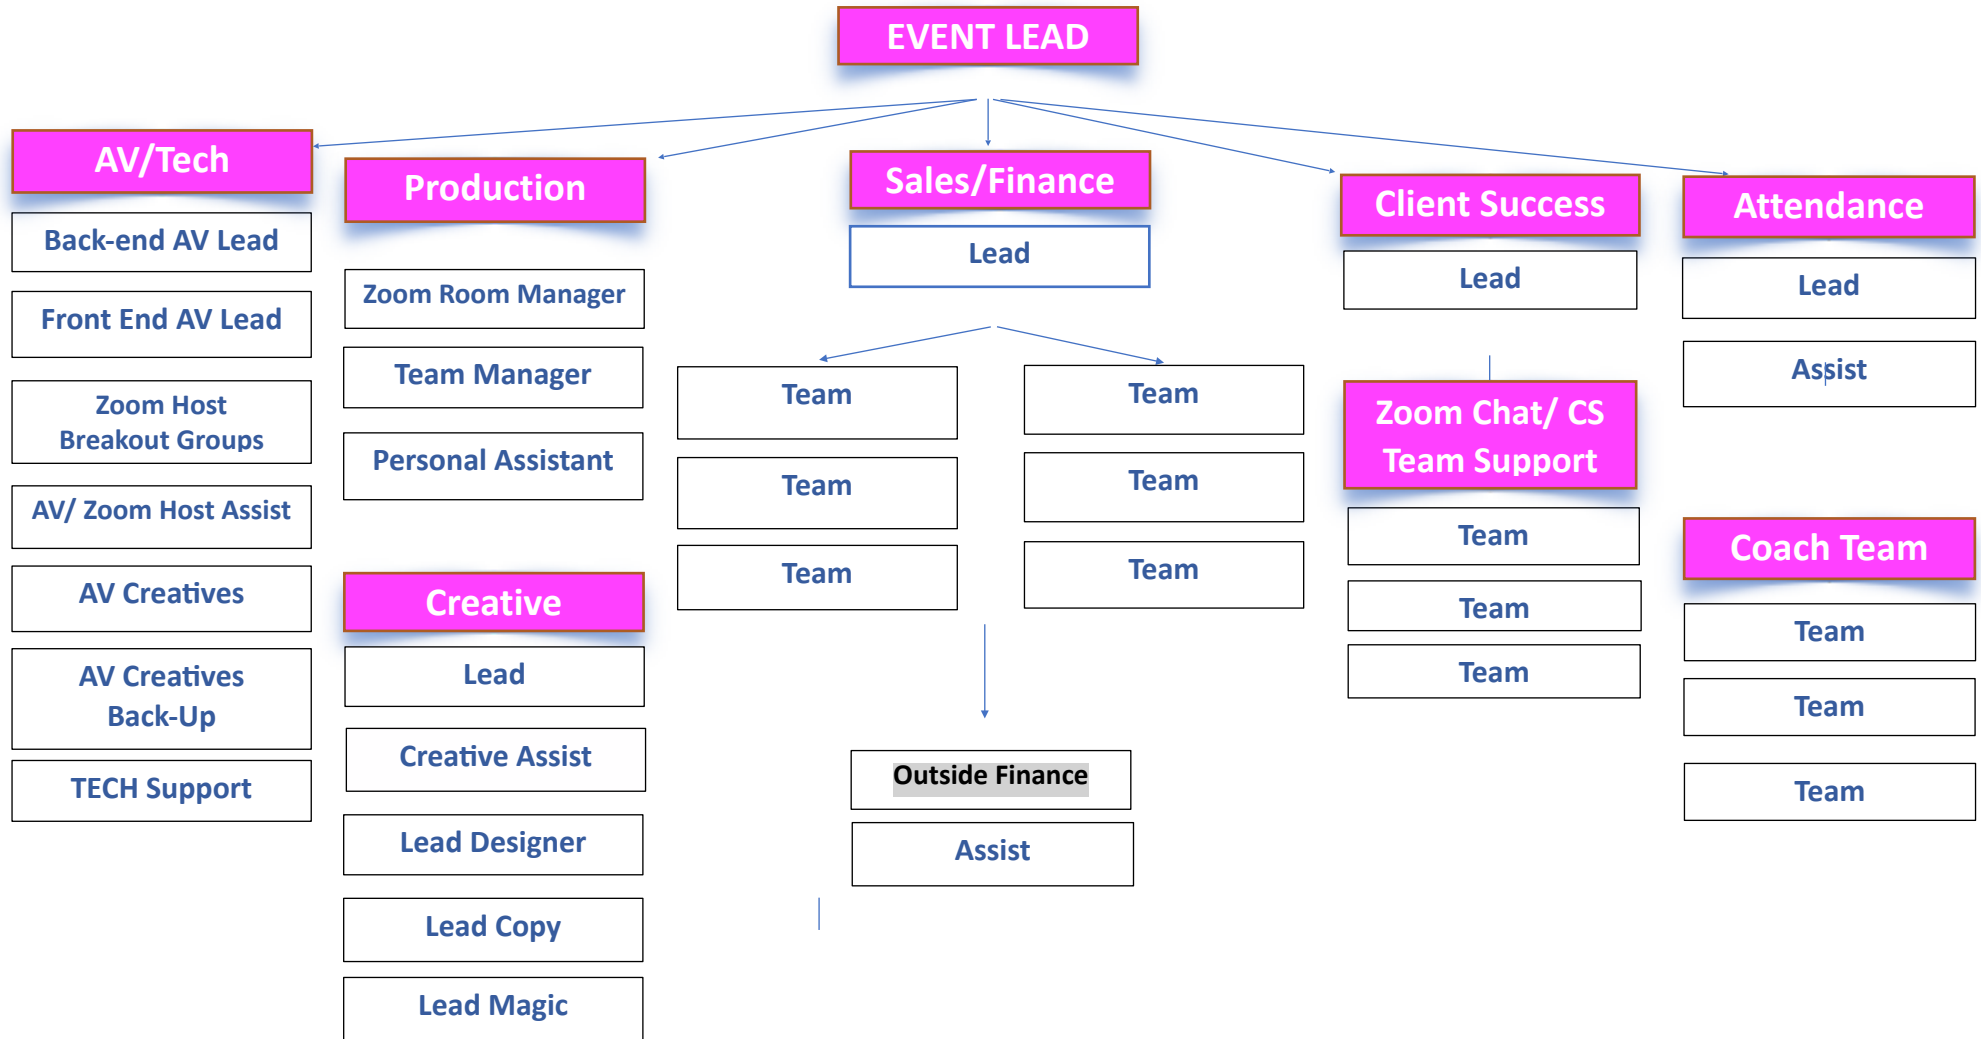 EVENT LEAD
AV/Tech
Back-end AV Lead
Front End AV Lead
Zoom Host
Breakout Groups
AV/ Zoom Host Assist
AV Creatives
AV Creatives
Back-Up
TECH Support
Production
Zoom Room Manager
Team Manager
Personal Assistant
Creative
Lead
Creative Assist
Lead Designer
Lead Copy
Lead Magic
Sales/Finance
Lead
Team
Team
Team
Team
Team
Team
Outside Finance
Assist
Client Success
Lead
Zoom Chat/ CS
Team Support
Team
Team
Team
Attendance
Lead
Assist
Coach Team
Team
Team
Team